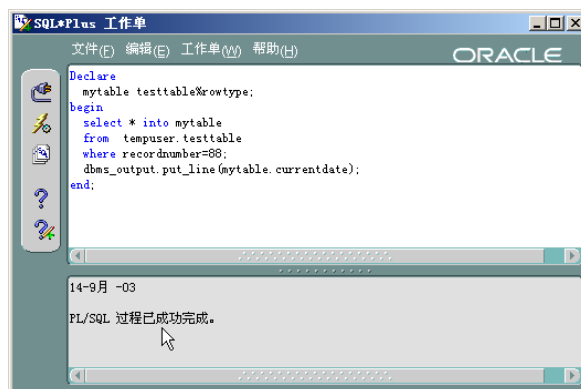 SQL*Plus 工作单
文件(F) 编辑(E) 工作单(W) 帮助(H)
ORACLE
Declare
mytable testtable%rowtype;
begin
select * into mytable
from tempuser.testtable
where recordnumber=88;
dbms_output.put_line(mytable.currentdate);
end;
14-9月 -03
PL/SQL 过程已成功完成。